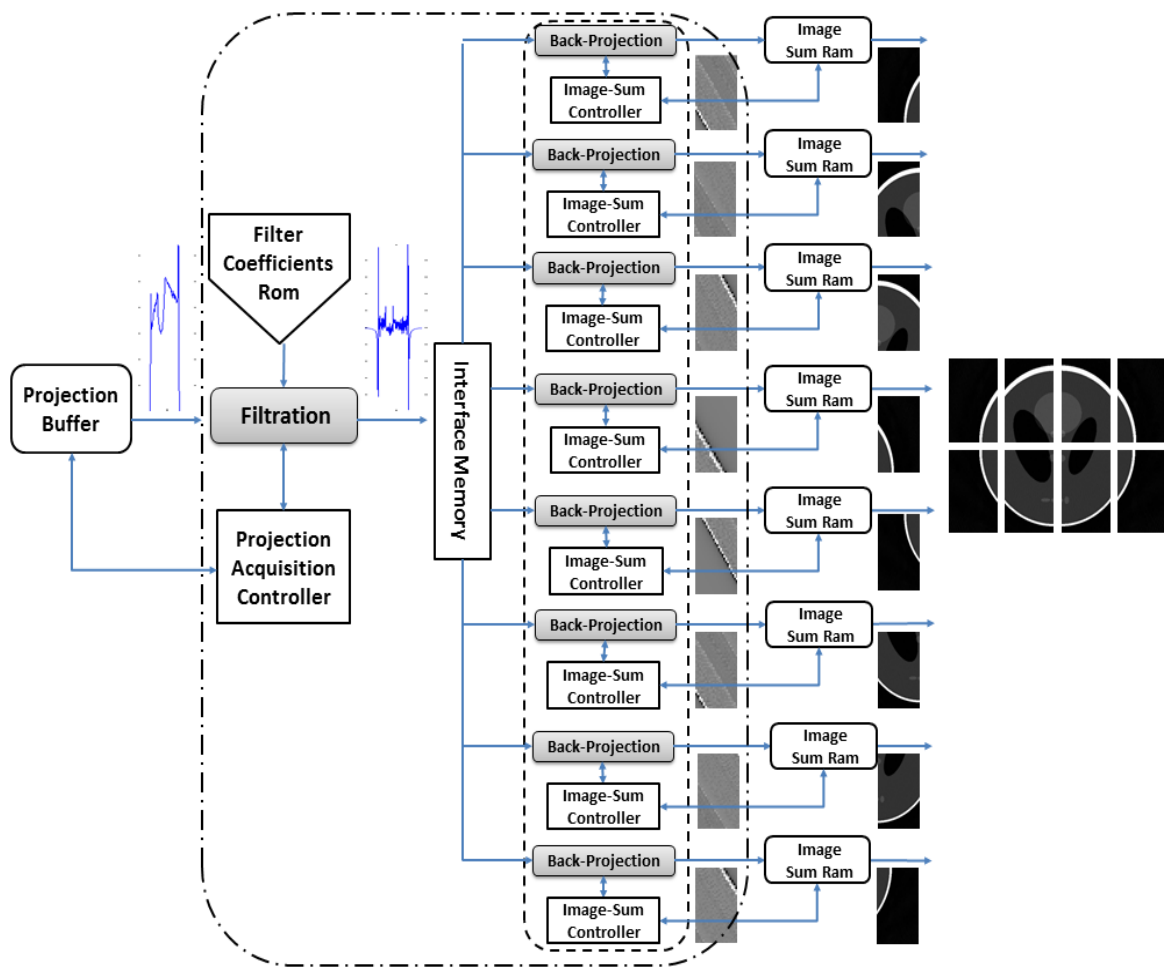 Back-Projection
Image
Sum Ram
Image-Sum
Controller
Back-Projection
Image
Sum Ram
Image-Sum
Controller
Filter
Coefficients
Rom
Back-Projection
Image
Sum Ram
Image-Sum
Controller
Projection
Buffer
Filtration
Interface Memory
Back-Projection
Image
Sum Ram
Image-Sum
Controller
Projection
Acquisition
Controller
Back-Projection
Image
Sum Ram
Image-Sum
Controller
Back-Projection
Image
Sum Ram
Image-Sum
Controller
Back-Projection
Image
Sum Ram
Image-Sum
Controller
Back-Projection
Image
Sum Ram
Image-Sum
Controller